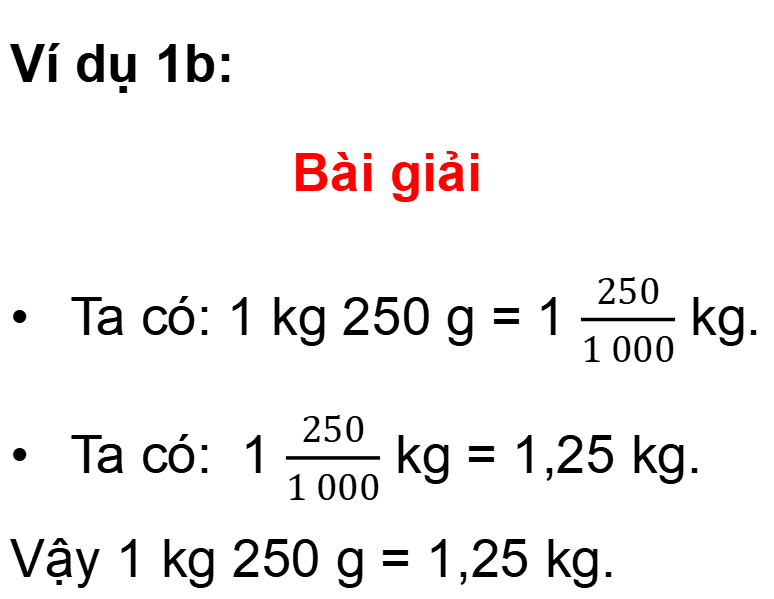 Ví dụ 1b:
Bài giải
• Ta có: 1 kg 250 g = 1 250/1 000 kg.
• Ta có: 1 250/1 000 kg = 1,25 kg.
Vậy 1 kg 250 g = 1,25 kg.